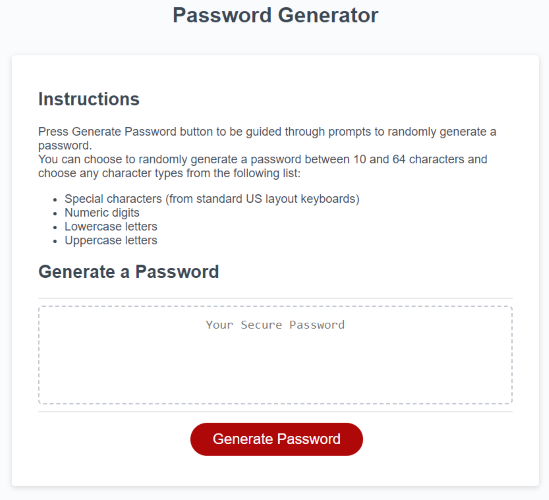 Password Generator
Instructions
Press Generate Password button to be guided through prompts to randomly generate a
password.
You can choose to randomly generate a password between 10 and 64 characters and
choose any character types from the following list:
• Special characters (from standard US layout keyboards)
• Numeric digits
• Lowercase letters
• Uppercase letters
Generate a Password
Your Secure Password
Generate Password